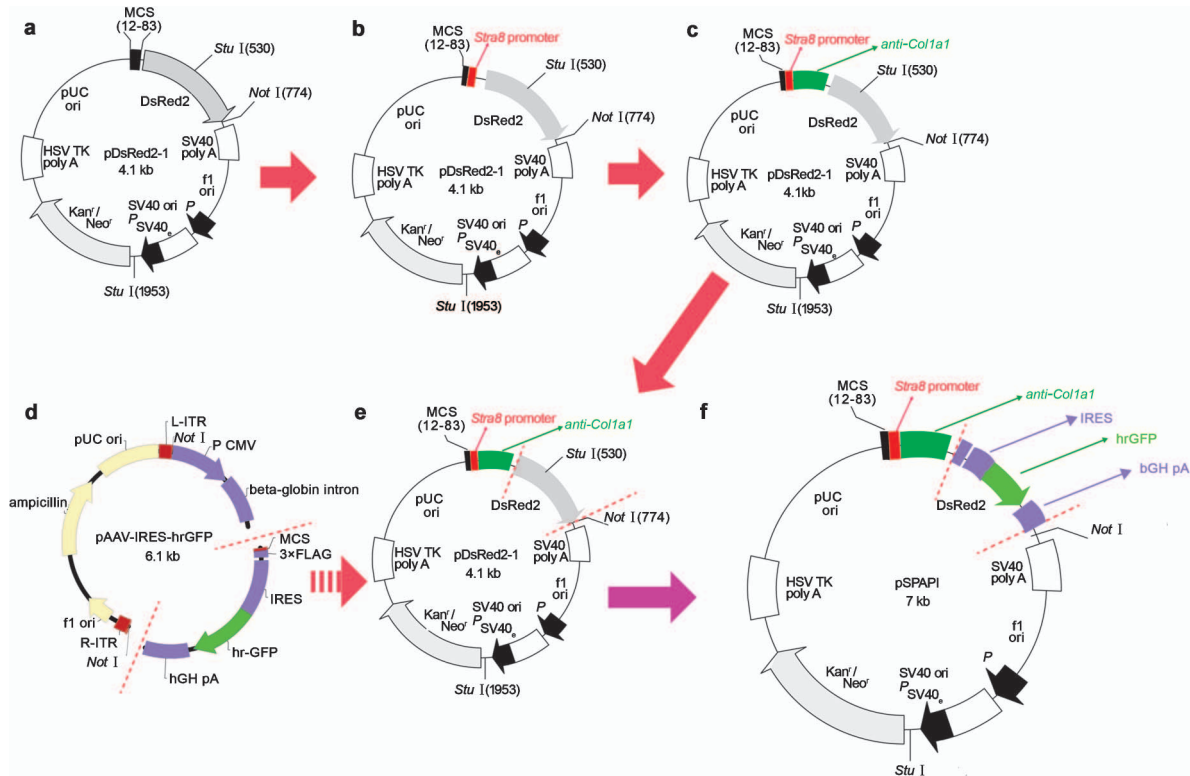 a
MCS
(12-83)
Stu I(530)
Not I(774)
pUC
ori
DsRed2
HSV TK
poly A
pDsRed2-1
4.1 kb
SV40
poly A
f1
ori
SV40 ori
P
P
SV40e
Kanʳ/
Neoʳ
Stu I(1953)
b
MCS
(12-83)
Stra8 promoter
Stu I(530)
Not I(774)
pUC
ori
DsRed2
HSV TK
poly A
pDsRed2-1
4.1 kb
SV40
poly A
f1
ori
SV40 ori
P
P
SV40e
Kanʳ/
Neoʳ
Stu I(1953)
c
MCS
(12-83)
Stra8 promoter
anti-Col1a1
Stu I(530)
Not I(774)
pUC
ori
DsRed2
HSV TK
poly A
pDsRed2-1
4.1kb
SV40
poly A
f1
ori
SV40 ori
P
P
SV40e
Kanʳ/
Neoʳ
Stu I(1953)
d
L-ITR
Not I
pUC ori
P CMV
ampicillin
beta-globin intron
pAAV-IRES-hrGFP
6.1 kb
MCS
3×FLAG
IRES
f1 ori
R-ITR
Not I
hr-GFP
hGH pA
e
MCS
(12-83)
Stra8 promoter
anti-Col1a1
Stu I(530)
DsRed2
Not I(774)
pUC
ori
HSV TK
poly A
pDsRed2-1
4.1 kb
SV40
poly A
f1
ori
SV40 ori
P
P
SV40e
Kanʳ/
Neoʳ
Stu I(1953)
f
MCS
(12-83)
Stra8 promoter
anti-Col1a1
IRES
hrGFP
bGH pA
pUC
ori
DsRed2
Not I
HSV TK
poly A
pSPAPI
7 kb
SV40
poly A
f1
ori
SV40 ori
P
P
SV40e
Kanʳ/
Neoʳ
Stu I